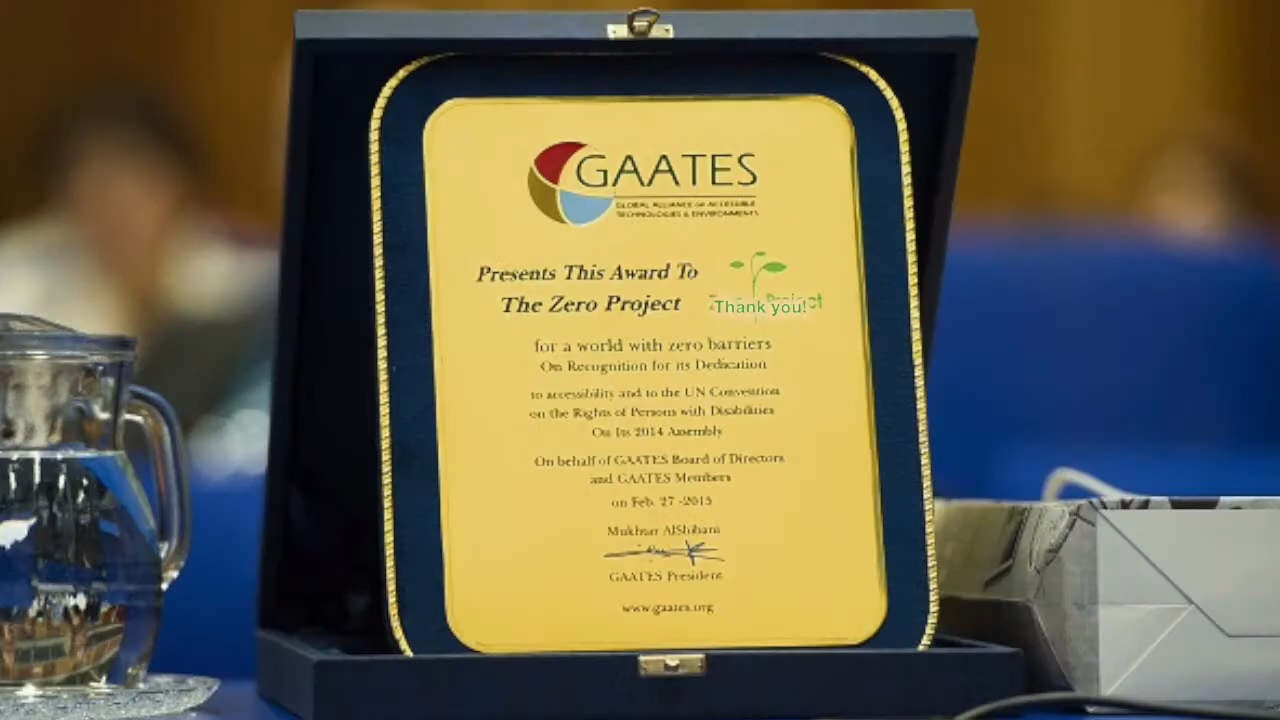 GAATES
GLOBAL ALLIANCE ON ACCESSIBLE
TECHNOLOGIES & ENVIRONMENTS
Presents This Award To
The Zero Project
Thank you!
for a world with zero barriers
On Recognition for its Dedication
to accessibility and to the UN Convention
on the Rights of Persons with Disabilities
On Its 2014 Assembly
On behalf of GAATES Board of Directors
and GAATES Members
on Feb. 27 -2015
Mukhtar AlShibani
GAATES President
www.gaates.org